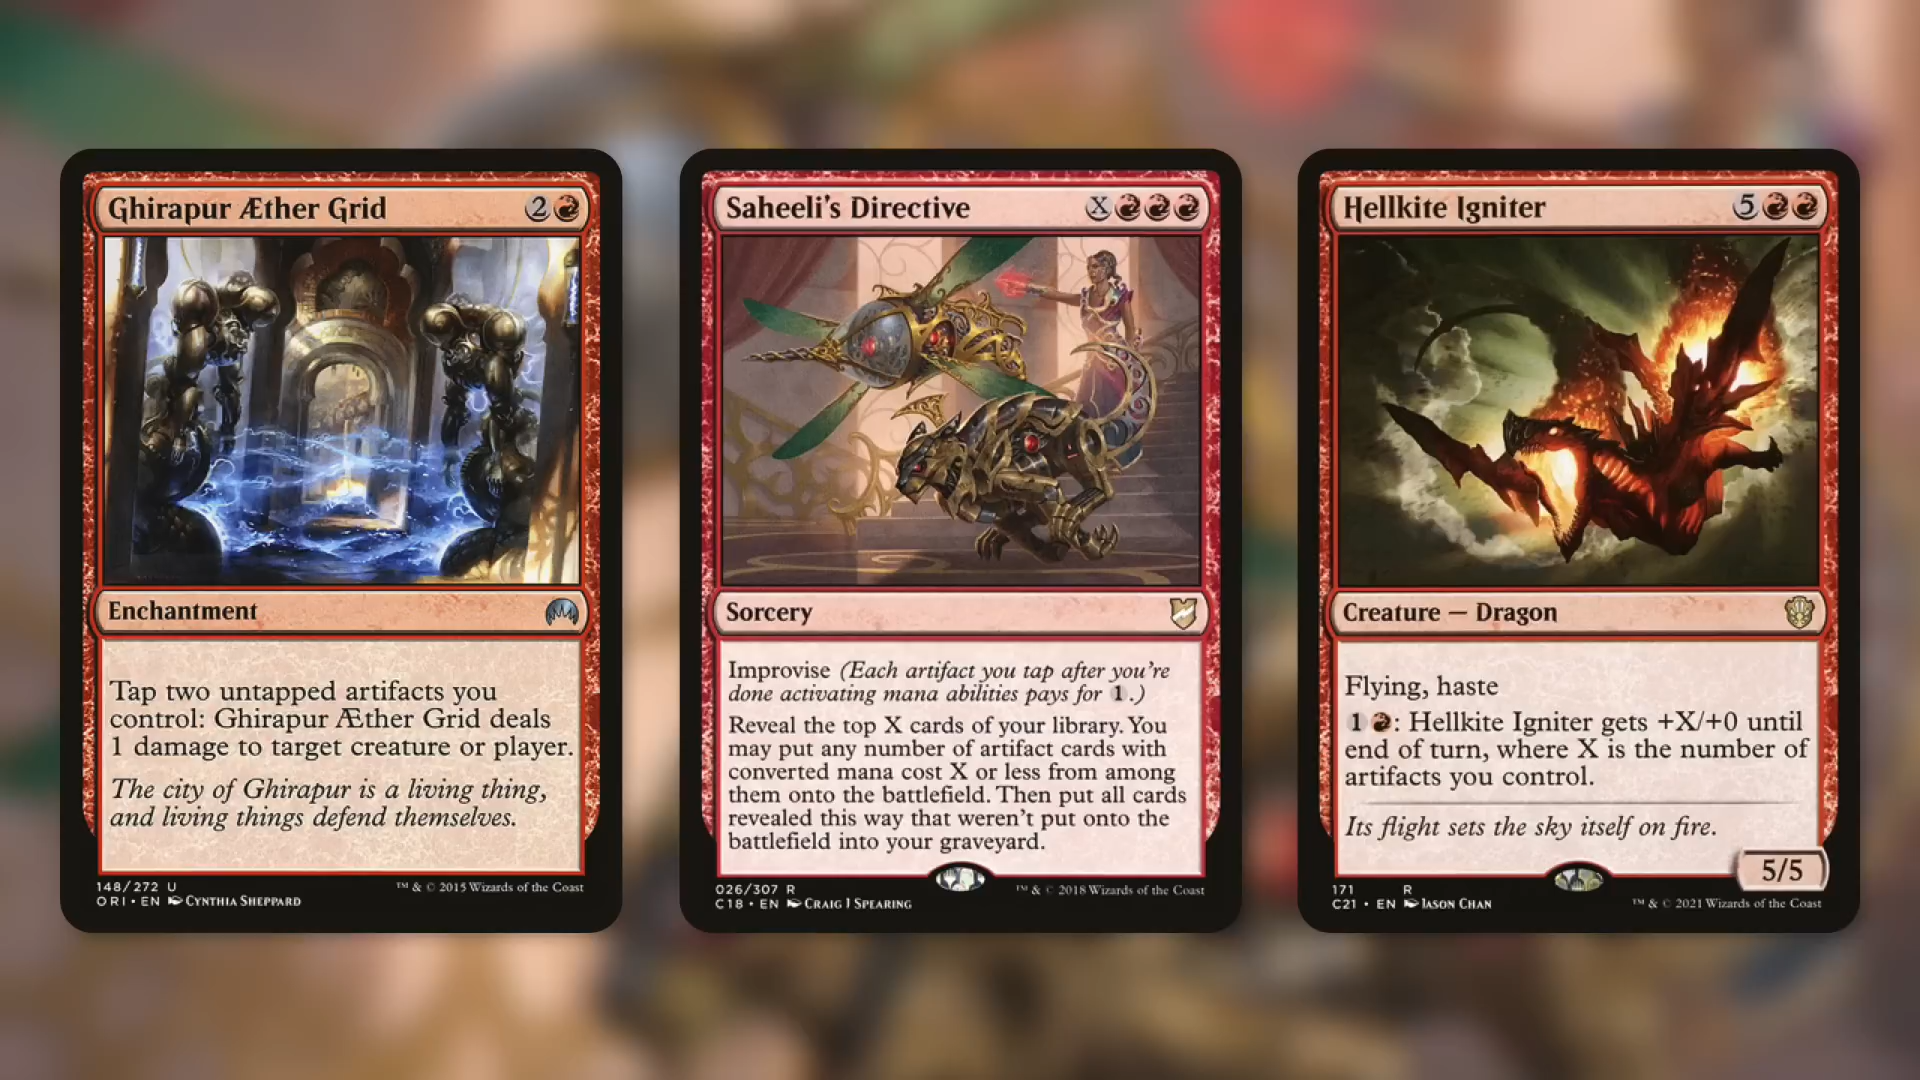 Ghirapur Æther Grid 2
Enchantment
Tap two untapped artifacts you
control: Ghirapur Æther Grid deals
1 damage to target creature or player.
The city of Ghirapur is a living thing,
and living things defend themselves.
148/272 U
ORI • EN Cynthia Sheppard
™ & © 2015 Wizards of the Coast
Saheeli's Directive X
Sorcery
Improvise (Each artifact you tap after you're
done activating mana abilities pays for 1.)
Reveal the top X cards of your library. You
may put any number of artifact cards with
converted mana cost X or less from among
them onto the battlefield. Then put all cards
revealed this way that weren't put onto the
battlefield into your graveyard.
026/307 R
C18 • EN Craig J Spearing
™ & © 2018 Wizards of the Coast
Hellkite Igniter 5
Creature — Dragon
Flying, haste
1 : Hellkite Igniter gets +X/+0 until
end of turn, where X is the number of
artifacts you control.
Its flight sets the sky itself on fire.
5/5
171 R
C21 • EN Jason Chan
™ & © 2021 Wizards of the Coast